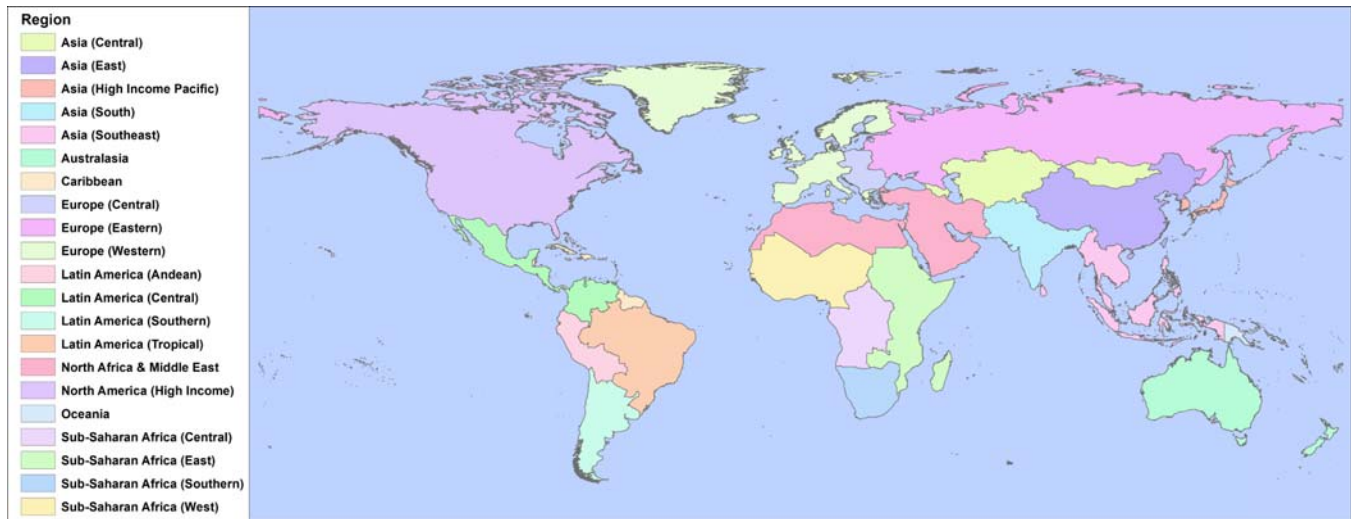 Region
Asia (Central)
Asia (East)
Asia (High Income Pacific)
Asia (South)
Asia (Southeast)
Australasia
Caribbean
Europe (Central)
Europe (Eastern)
Europe (Western)
Latin America (Andean)
Latin America (Central)
Latin America (Southern)
Latin America (Tropical)
North Africa & Middle East
North America (High Income)
Oceania
Sub-Saharan Africa (Central)
Sub-Saharan Africa (East)
Sub-Saharan Africa (Southern)
Sub-Saharan Africa (West)